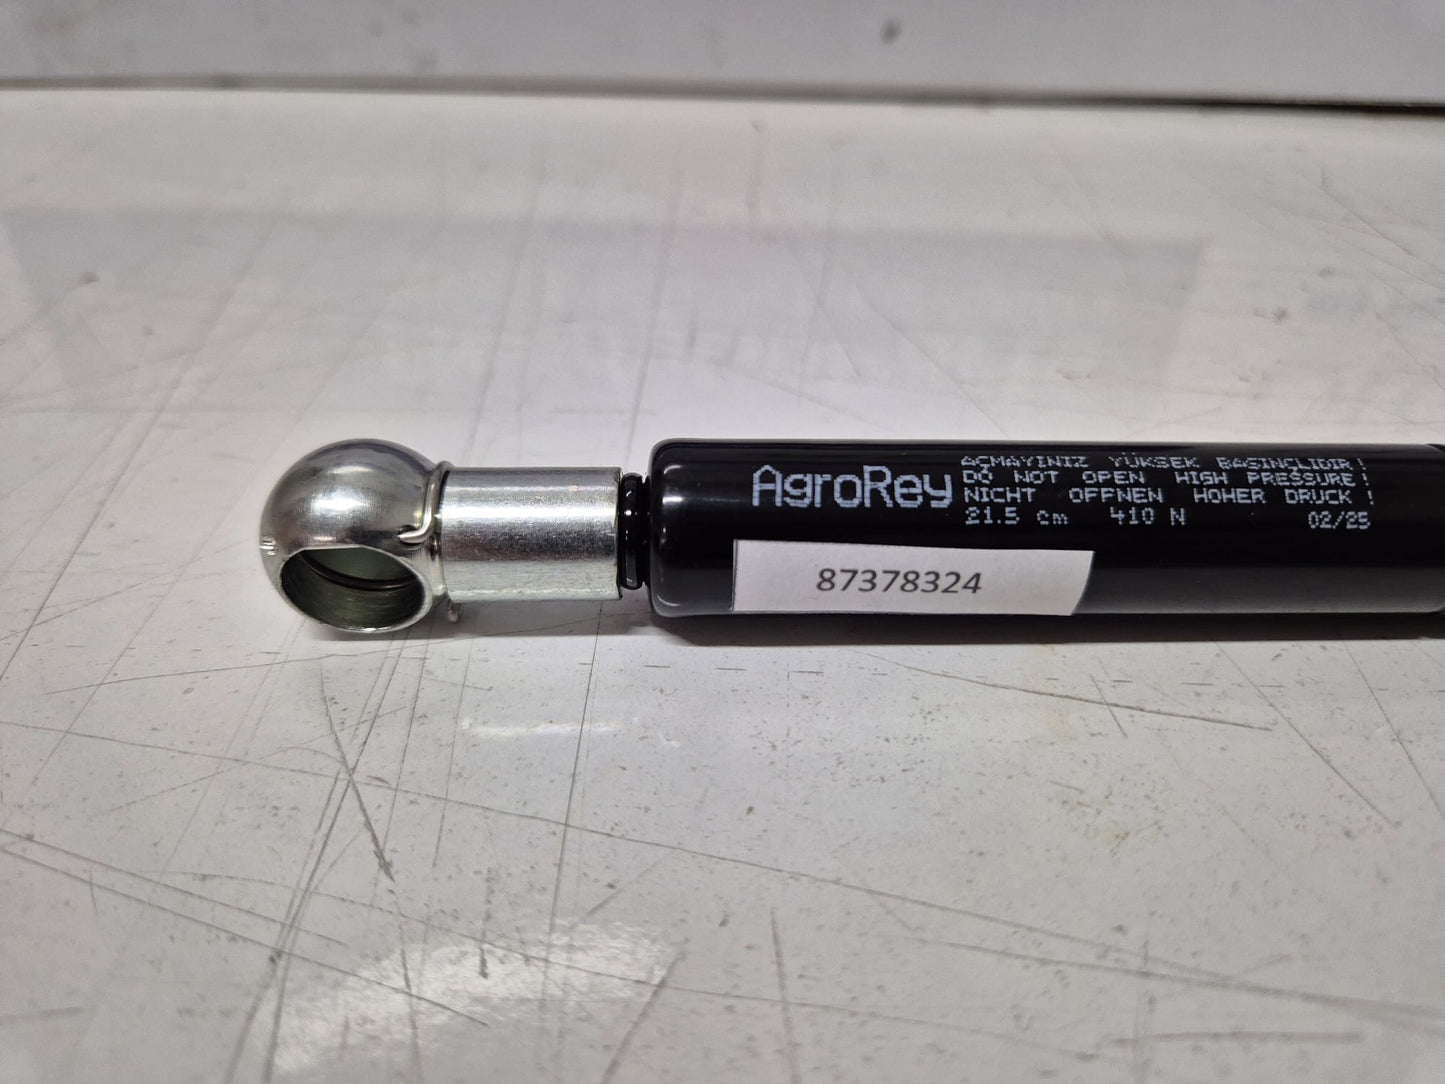 AgroRey
AÇMAYINIZ YÜKSEK BASINÇLIDIR!
DO NOT OPEN HIGH PRESSURE!
NICHT OFFNEN HOHER DRUCK!
21.5 cm 410 N 02/25
87378324